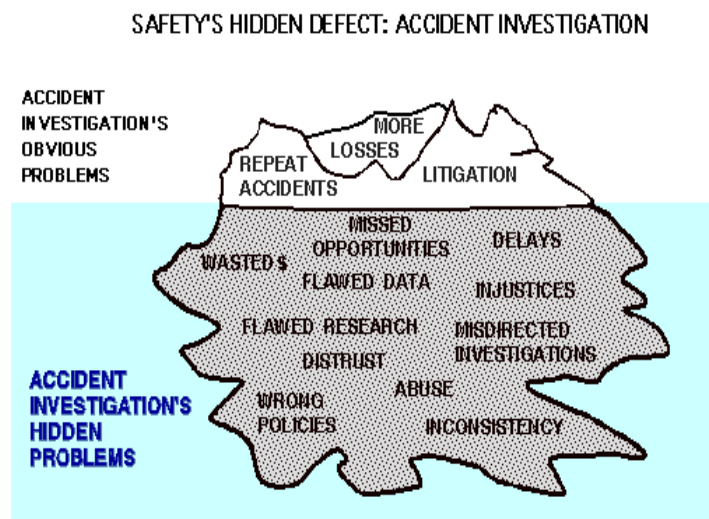 SAFETY'S HIDDEN DEFECT: ACCIDENT INVESTIGATION
ACCIDENT
INVESTIGATION'S
OBVIOUS
PROBLEMS
MORE
LOSSES
REPEAT
ACCIDENTS
LITIGATION
MISSED
OPPORTUNITIES
DELAYS
WASTED $
FLAWED DATA
INJUSTICES
FLAWED RESEARCH
MISDIRECTED
INVESTIGATIONS
DISTRUST
ABUSE
WRONG
POLICIES
INCONSISTENCY
ACCIDENT
INVESTIGATION'S
HIDDEN
PROBLEMS